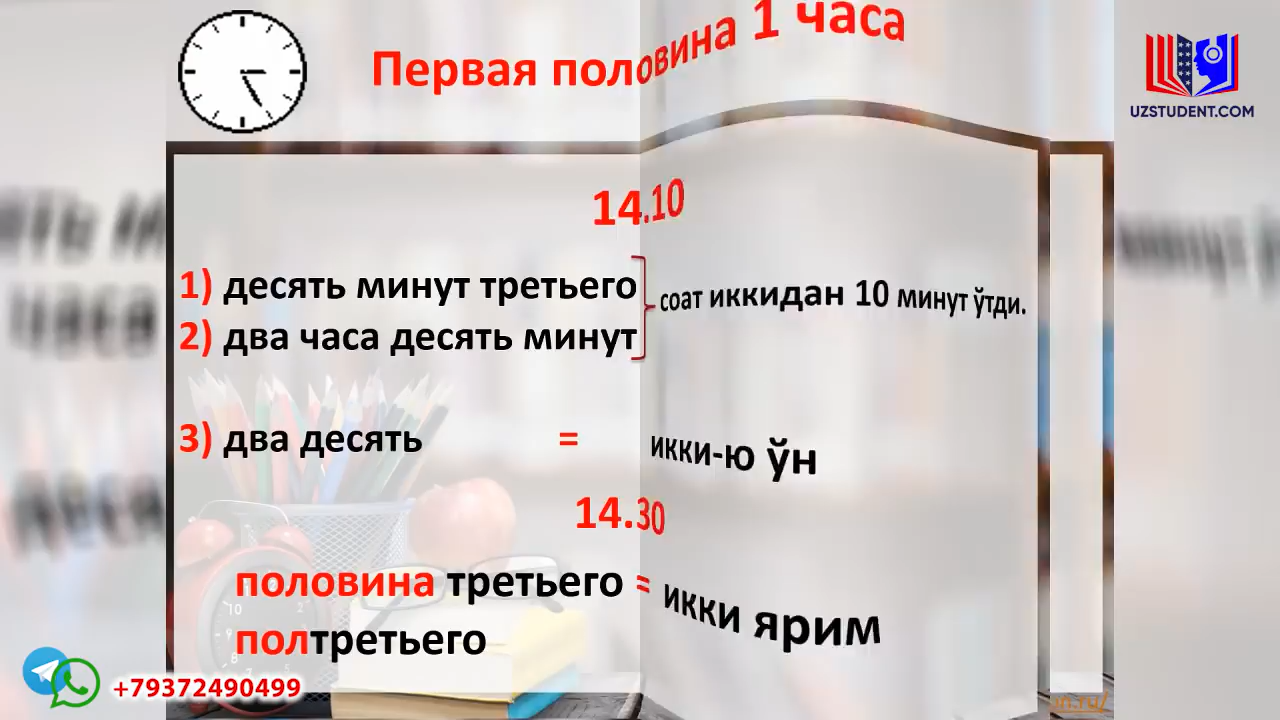 Первая половина 1 часа
UZSTUDENT.COM
14.10
1) десять минут третьего
2) два часа десять минут
соат иккидан 10 минут ўтди.
3) два десять = икки-ю ўн
14.30
половина третьего = икки ярим
полтретьего
+79372490499